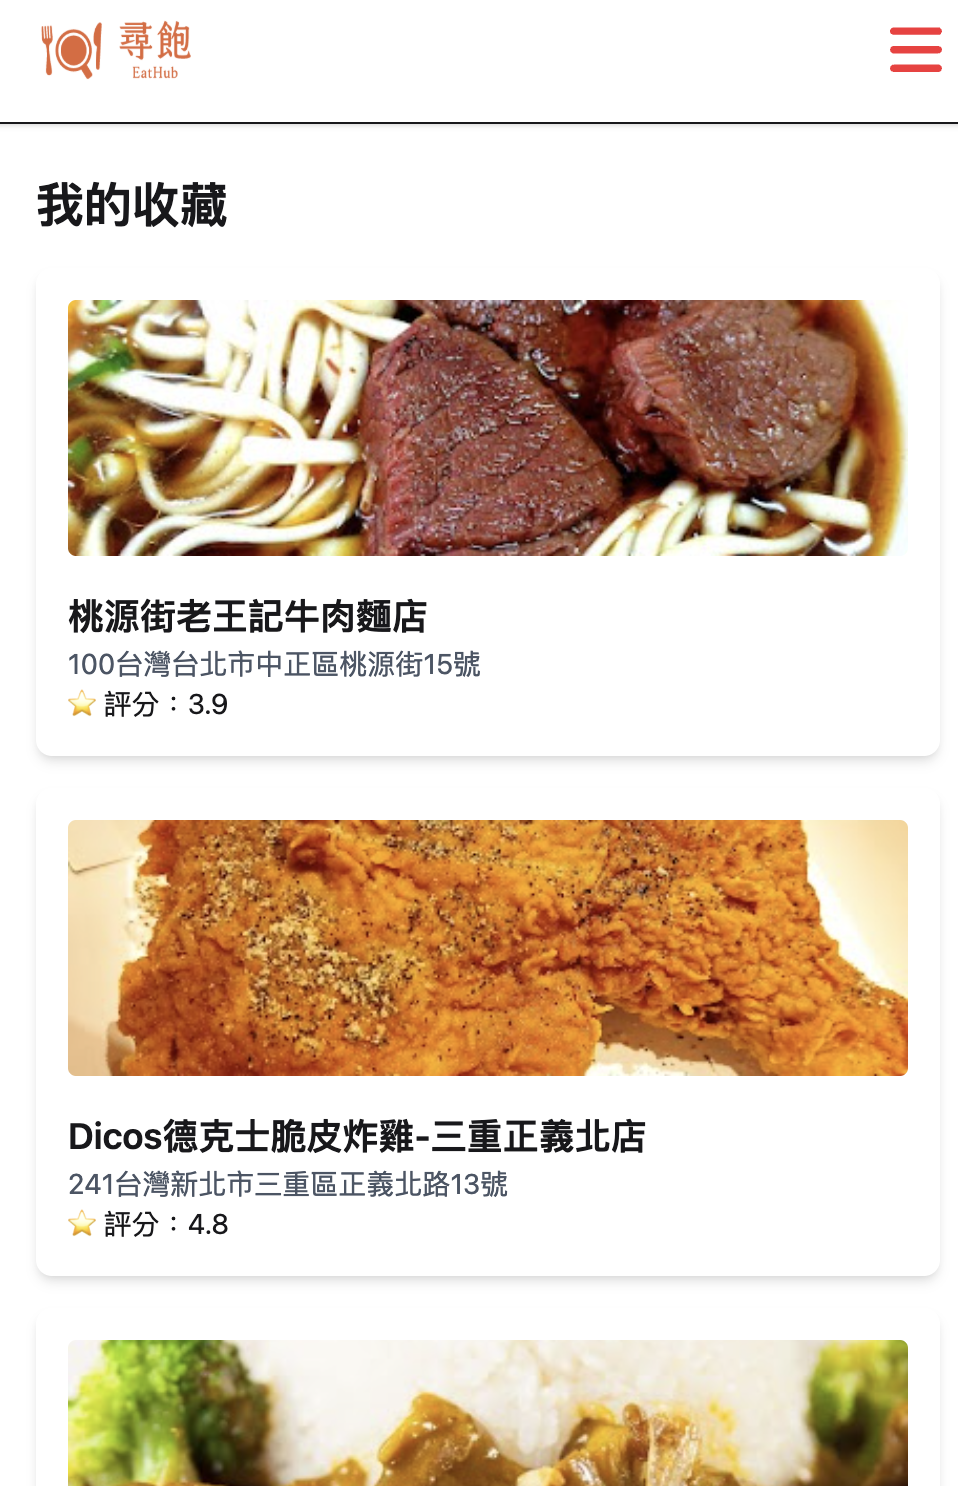 尋飽
EatHub
我的收藏
桃源街老王記牛肉麵店
100台灣台北市中正區桃源街15號
⭐ 評分：3.9
Dicos德克士脆皮炸雞-三重正義北店
241台灣新北市三重區正義北路13號
⭐ 評分：4.8